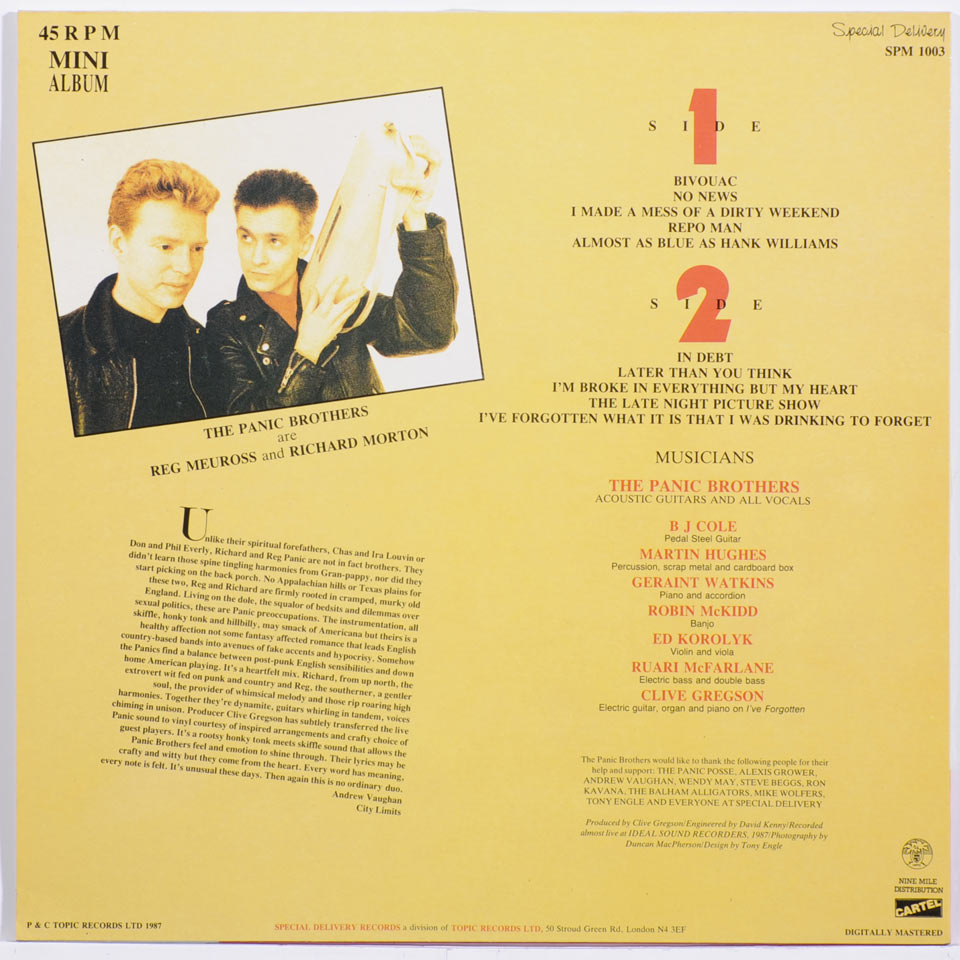 45 R P M
MINI
ALBUM
Special Delivery
SPM 1003
THE PANIC BROTHERS
are
REG MEUROSS and RICHARD MORTON
Unlike their spiritual forefathers, Chas and Ira Louvin or
Don and Phil Everly, Richard and Reg Panic are not in fact brothers. They
didn't learn those spine tingling harmonies from Gran-pappy, nor did they
start picking on the back porch. No Appalachian hills or Texas plains for
these two, Reg and Richard are firmly rooted in cramped, murky old
England. Living on the dole, the squalor of bedsits and dilemmas over
sexual politics, these are Panic preoccupations. The instrumentation, all
skiffle, honky tonk and hillbilly, may smack of Americana but theirs is a
healthy affection not some fantasy affected romance that leads English
country-based bands into avenues of fake accents and hypocrisy. Somehow
the Panics find a balance between post-punk English sensibilities and down
home American playing. It's a heartfelt mix. Richard, from up north, the
extrovert wit fed on punk and country and Reg, the southerner, a gentler
soul, the provider of whimsical melody and those rip roaring high
harmonies. Together they're dynamite, guitars whirling in tandem, voices
chiming in unison. Producer Clive Gregson has subtly transferred the live
Panic sound to vinyl courtesy of inspired arrangements and crafty choice of
guest players. It's a rootsy honky tonk meets skiffle sound that allows the
Panic Brothers feel and emotion to shine through. Their lyrics may be
crafty and witty but they come from the heart. Every word has meaning,
every note is felt. It's unusual these days. Then again this is no ordinary duo.
Andrew Vaughan
City Limits
SIDE 1
BIVOUAC
NO NEWS
I MADE A MESS OF A DIRTY WEEKEND
REPO MAN
ALMOST AS BLUE AS HANK WILLIAMS
SIDE 2
IN DEBT
LATER THAN YOU THINK
I'M BROKE IN EVERYTHING BUT MY HEART
THE LATE NIGHT PICTURE SHOW
I'VE FORGOTTEN WHAT IT IS THAT I WAS DRINKING TO FORGET
MUSICIANS
THE PANIC BROTHERS
ACOUSTIC GUITARS AND ALL VOCALS
B J COLE
Pedal Steel Guitar
MARTIN HUGHES
Percussion, scrap metal and cardboard box
GERAINT WATKINS
Piano and accordion
ROBIN McKIDD
Banjo
ED KOROLYK
Violin and viola
RUARI McFARLANE
Electric bass and double bass
CLIVE GREGSON
Electric guitar, organ and piano on I've Forgotten
The Panic Brothers would like to thank the following people for their
help and support: THE PANIC POSSE, ALEXIS GROWER,
ANDREW VAUGHAN, WENDY MAY, STEVE BEGGS, RON
KAVANA, THE BALHAM ALLIGATORS, MIKE WOLFERS,
TONY ENGLE AND EVERYONE AT SPECIAL DELIVERY
Produced by Clive Gregson/Engineered by David Kenny/Recorded
almost live at IDEAL SOUND RECORDERS, 1987/Photography by
Duncan MacPherson/Design by Tony Engle
NINE MILE
DISTRIBUTION
CARTEL
P & C TOPIC RECORDS LTD 1987
SPECIAL DELIVERY RECORDS a division of TOPIC RECORDS LTD, 50 Stroud Green Rd, London N4 3EF
DIGITALLY MASTERED